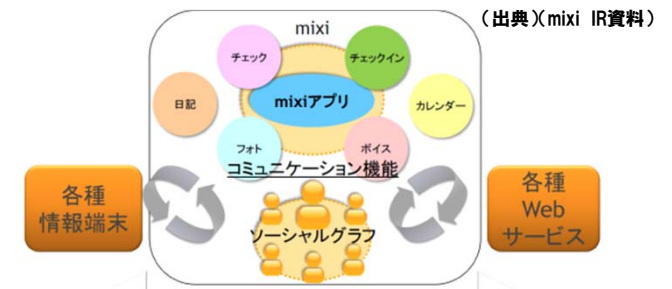 （出典）（mixi IR資料）
mixi
チェック
チェックイン
日記
mixiアプリ
カレンダー
フォト
ボイス
コミュニケーション機能
各種
情報端末
ソーシャルグラフ
各種
Web
サービス